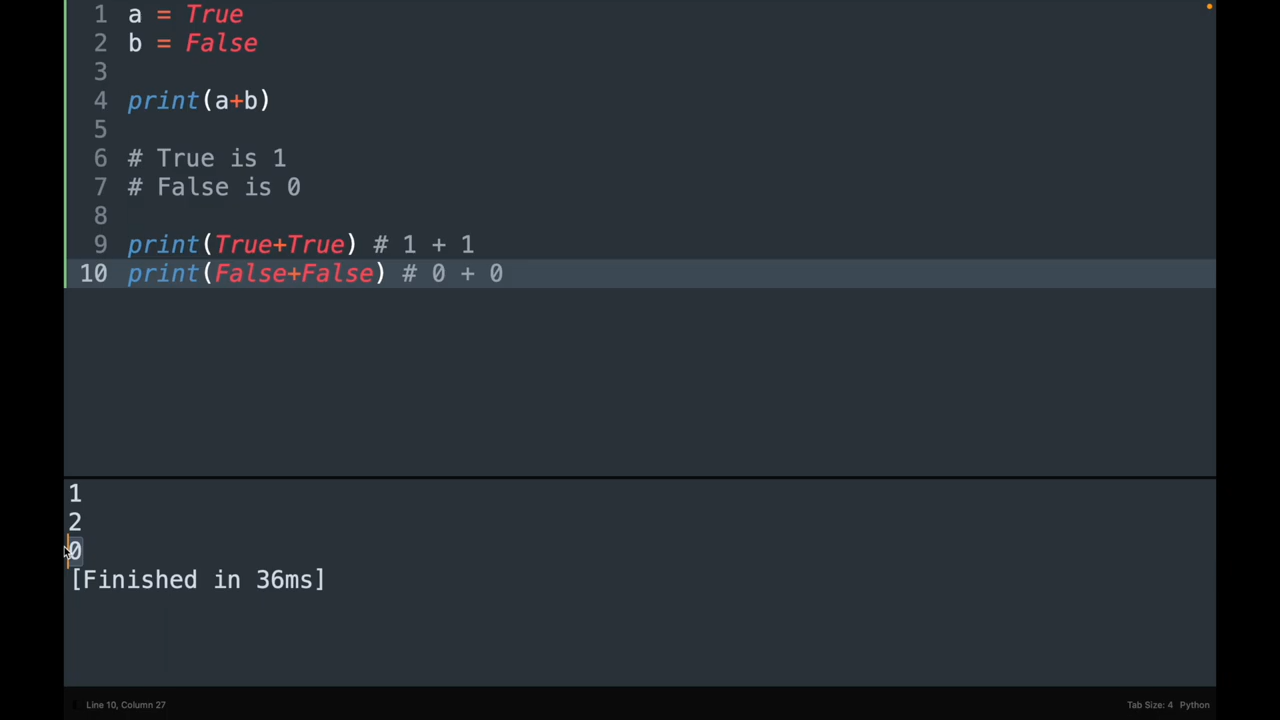 1 a = True
2 b = False
3
4 print(a+b)
5
6 # True is 1
7 # False is 0
8
9 print(True+True) # 1 + 1
10 print(False+False) # 0 + 0
1
2
0
[Finished in 36ms]
Line 10, Column 27
Tab Size: 4 Python